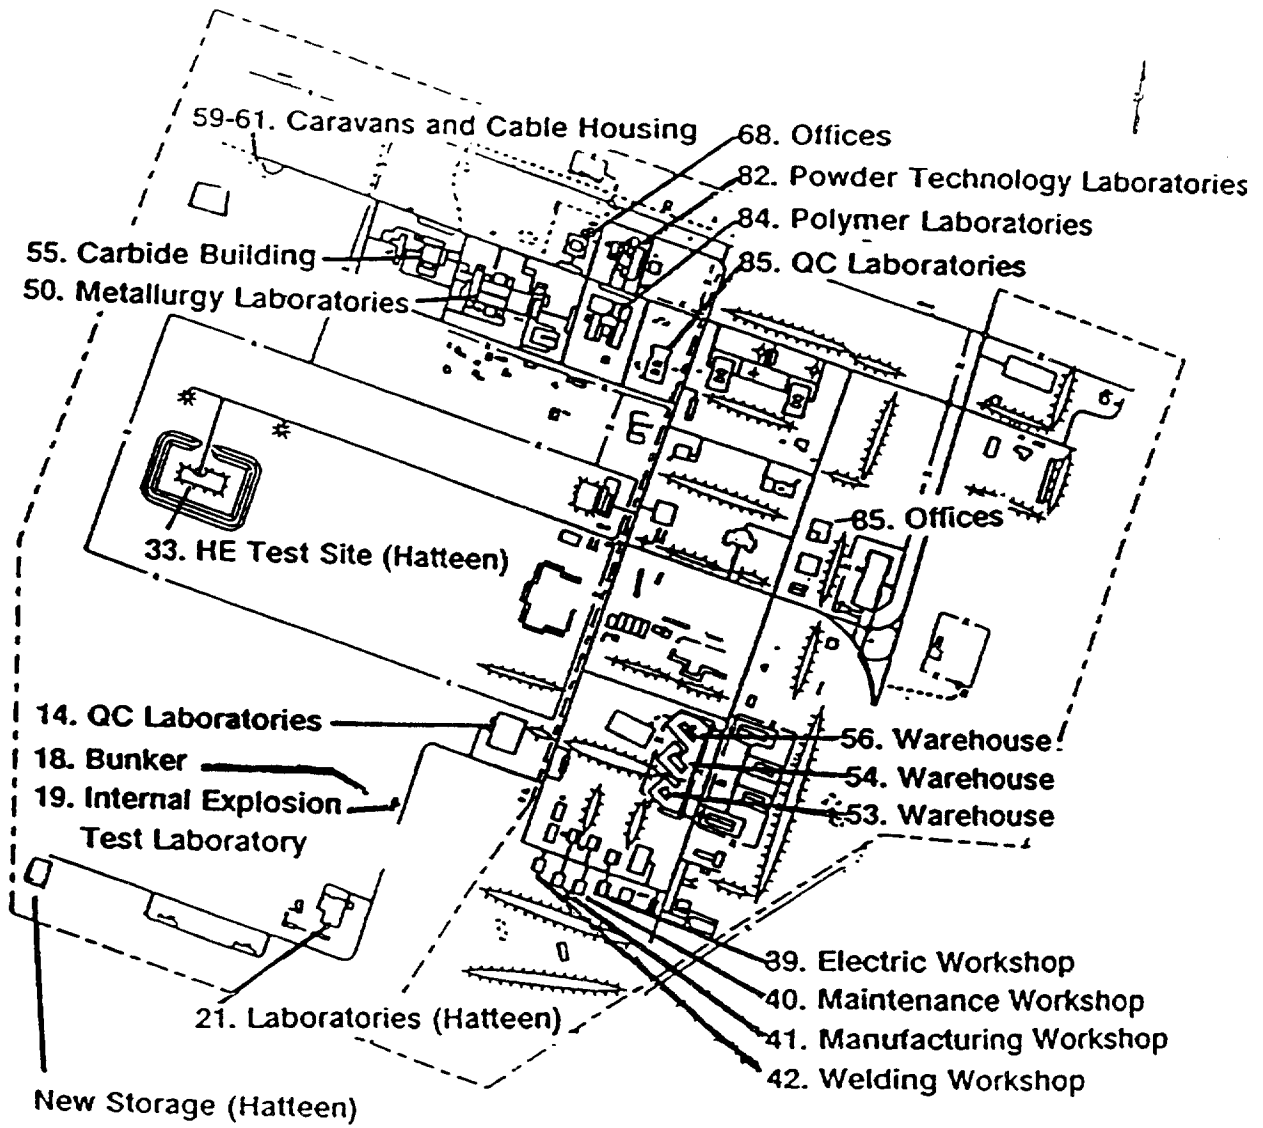 59-61. Caravans and Cable Housing
68. Offices
82. Powder Technology Laboratories
84. Polymer Laboratories
55. Carbide Building
85. QC Laboratories
50. Metallurgy Laboratories
85. Offices
33. HE Test Site (Hatteen)
14. QC Laboratories
18. Bunker
19. Internal Explosion
Test Laboratory
56. Warehouse
54. Warehouse
53. Warehouse
39. Electric Workshop
40. Maintenance Workshop
21. Laboratories (Hatteen)
41. Manufacturing Workshop
42. Welding Workshop
New Storage (Hatteen)